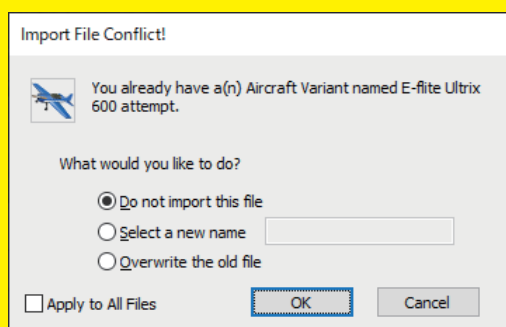 Import File Conflict!
You already have a(n) Aircraft Variant named E-flite Ultrix
600 attempt.
What would you like to do?
Do not import this file
Select a new name
Overwrite the old file
Apply to All Files OK Cancel